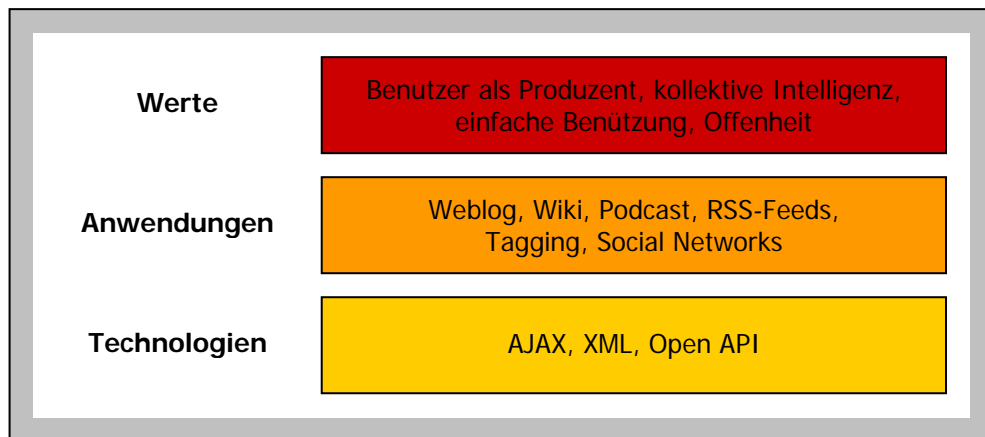 Werte
Benutzer als Produzent, kollektive Intelligenz,
einfache Benützung, Offenheit
Anwendungen
Weblog, Wiki, Podcast, RSS-Feeds,
Tagging, Social Networks
Technologien
AJAX, XML, Open API